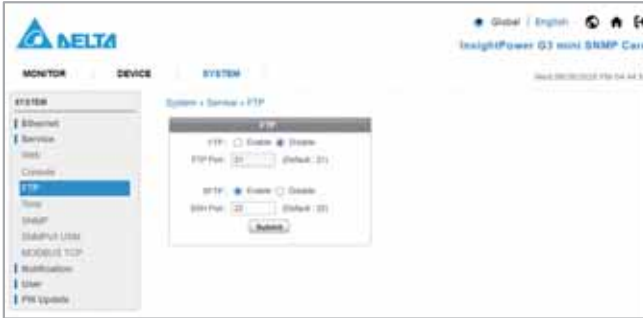 Global | English
DELTA
InsightPower G3 mini SNMP Car
MONITOR DEVICE SYSTEM
SYSTEM
System » Service » FTP
Ethernet
Service
Web
Console
FTP
Time
SNMP
SNMPv3 USM
MODBUS TCP
Notification
User
FW Update
FTP
FTP : Enable Disable
FTP Port : 21 (Default : 21)
SFTP : Enable Disable
SSH Port : 22 (Default : 22)
Submit